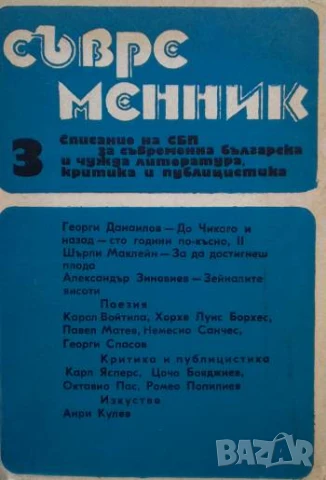 СЪВРЕ
МЕННИК
3
Списание на СБП
за съвременна българска
и чужда литература,
критика и публицистика
Георги Данаилов — До Чикаго и
назад — сто години по-късно, II
Шърли Маклейн — За да достигнеш
плода
Александър Зиновиев — Зейналите
висоти
Поезия
Карол Войтила, Хорхе Луис Борхес,
Павел Матев, Немесио Санчес,
Георги Спасов
Критика и публицистика
Карл Ясперс, Цочо Бояджиев,
Октавио Пас, Ромео Попилиев
Изкуство
Анри Кулев
BAZAR